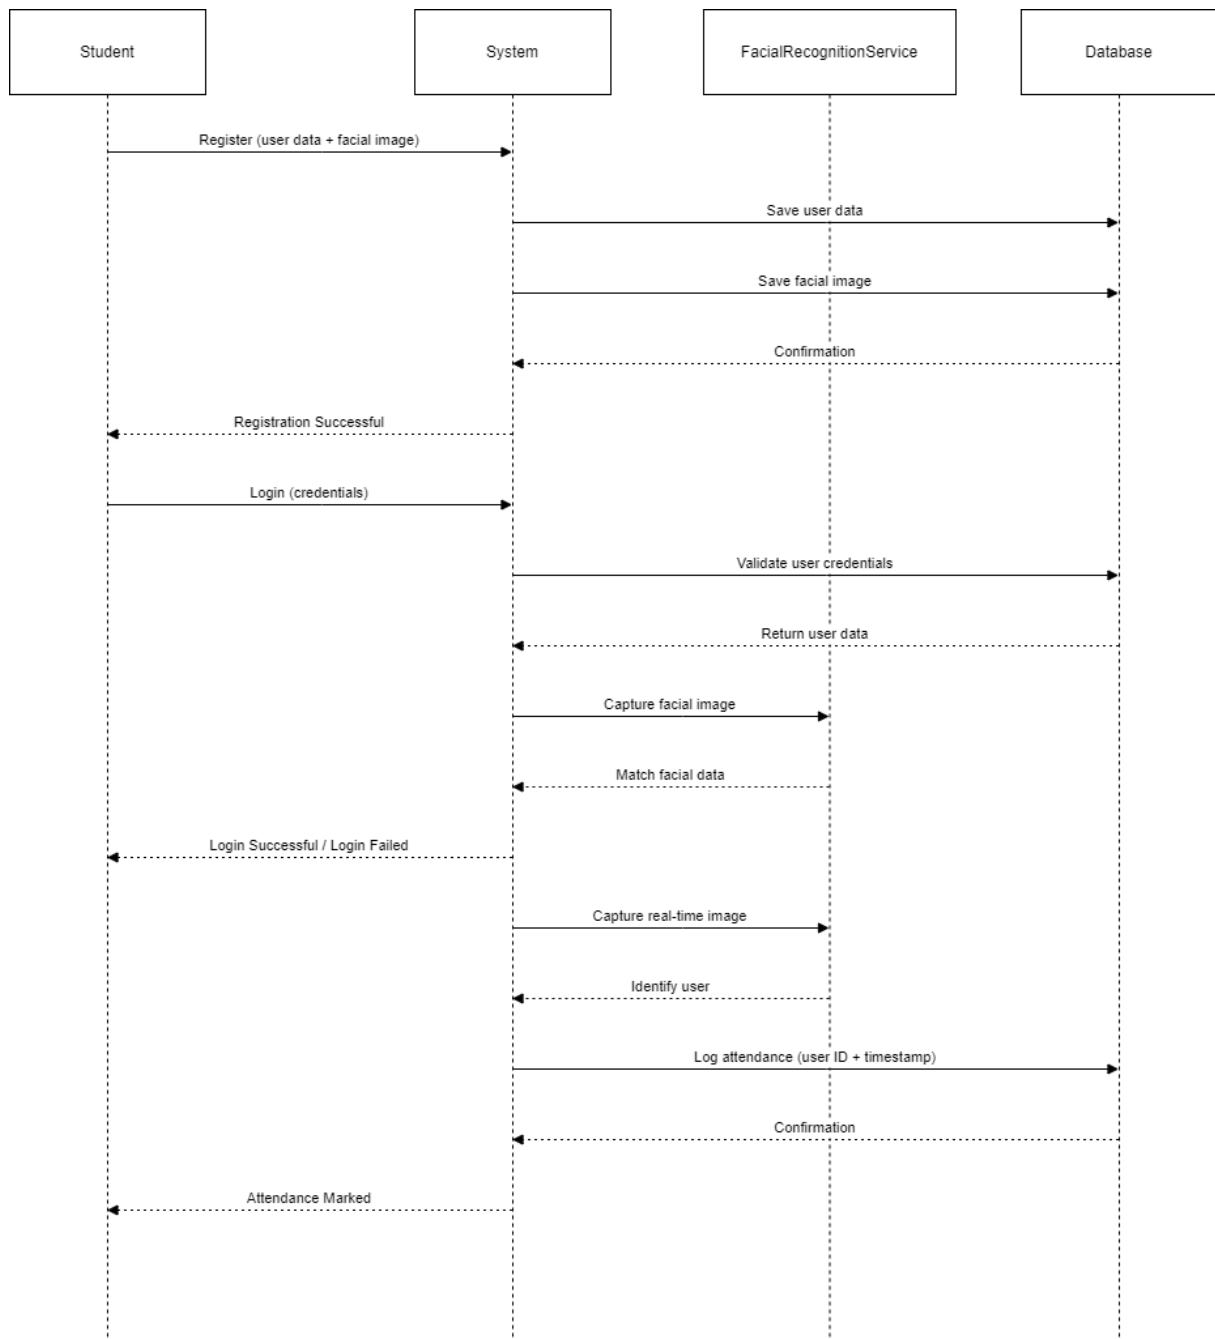 Student
System
FacialRecognitionService
Database
Register (user data + facial image)
Save user data
Save facial image
Confirmation
Registration Successful
Login (credentials)
Validate user credentials
Return user data
Capture facial image
Match facial data
Login Successful / Login Failed
Capture real-time image
Identify user
Log attendance (user ID + timestamp)
Confirmation
Attendance Marked